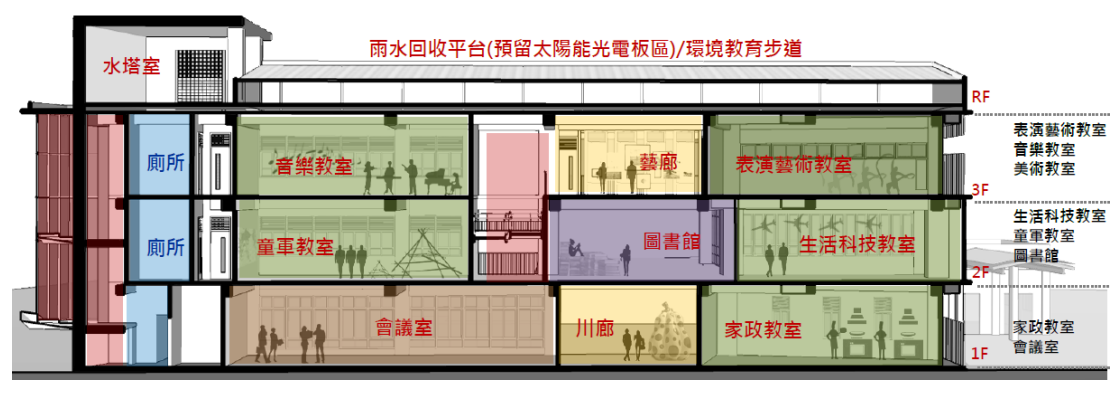 雨水回收平台(預留太陽能光電板區)/環境教育步道
水塔室
RF
廁所
音樂教室
藝廊
表演藝術教室
表演藝術教室
音樂教室
美術教室
3F
廁所
童軍教室
圖書館
生活科技教室
生活科技教室
童軍教室
圖書館
2F
會議室
川廊
家政教室
家政教室
會議室
1F